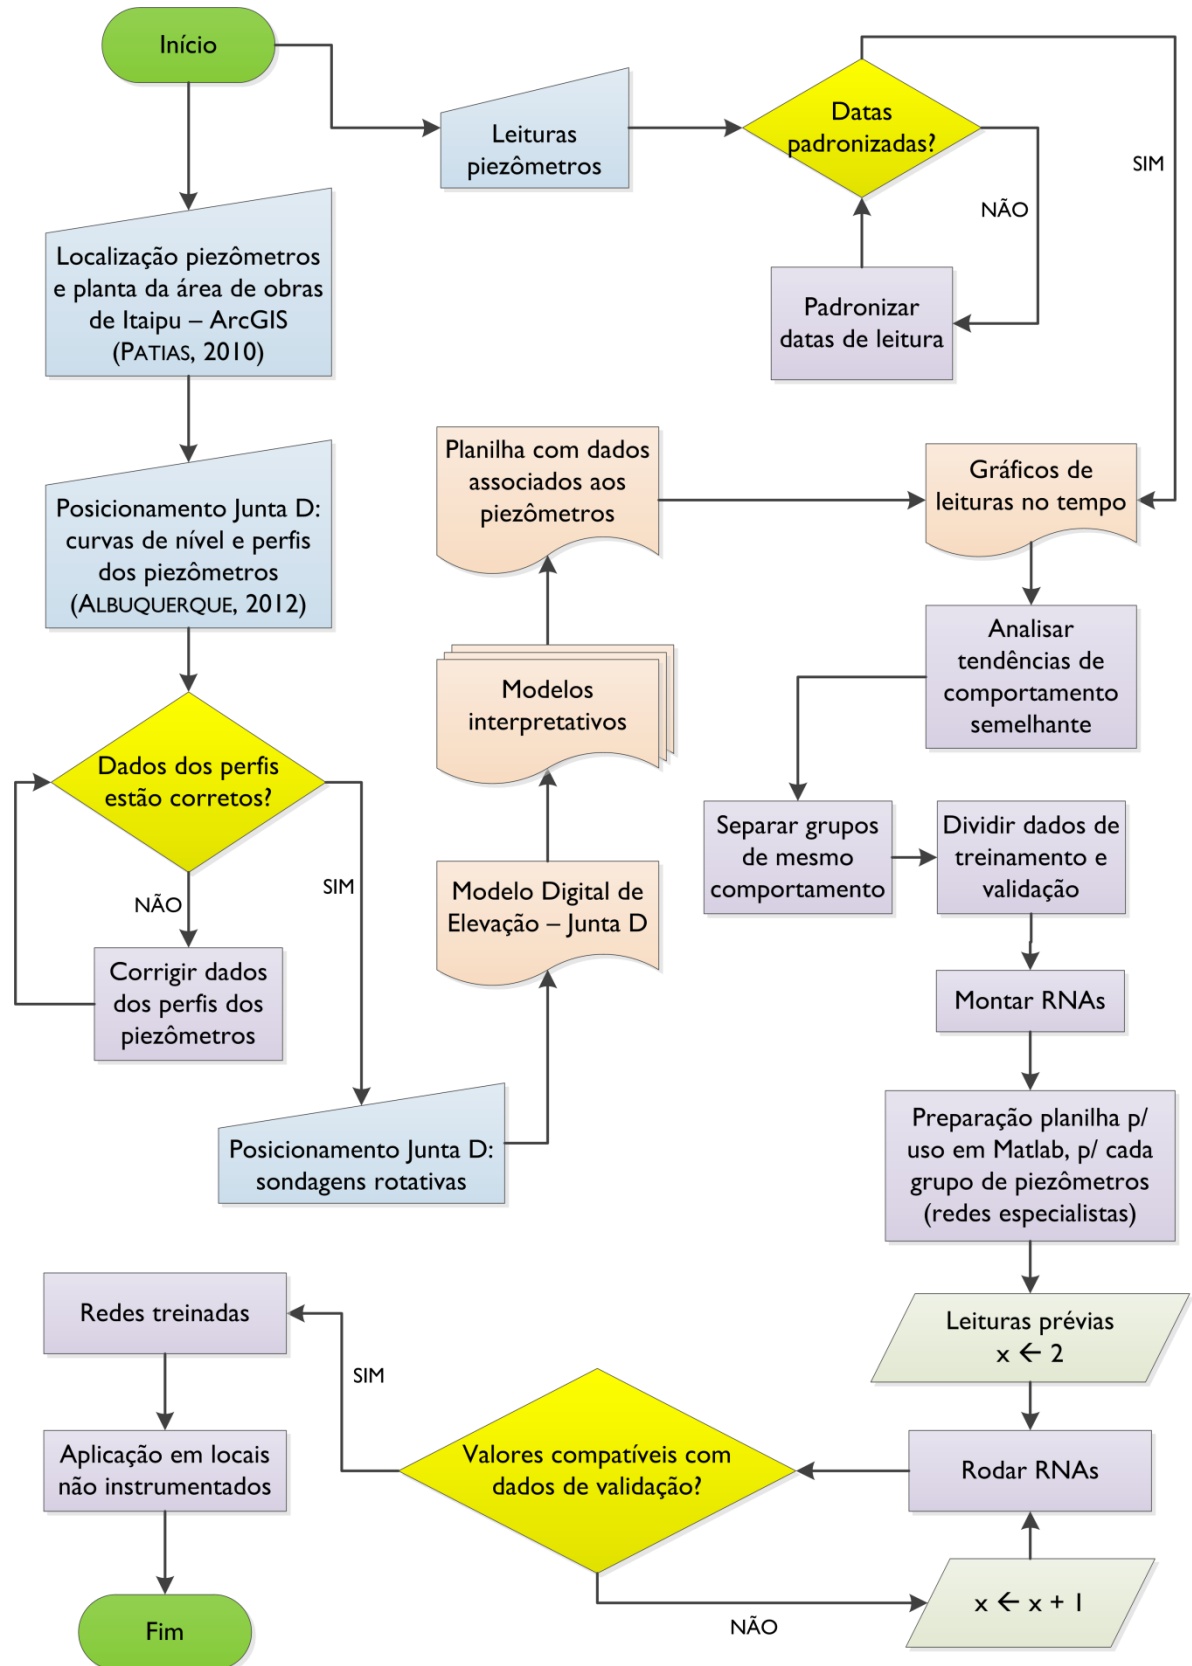 Início
Leituras
piezômetros
Datas
padronizadas?
SIM
NÃO
Padronizar
datas de leitura
Localização piezômetros
e planta da área de obras
de Itaipu – ArcGIS
(PATIAS, 2010)
Posicionamento Junta D:
curvas de nível e perfis
dos piezômetros
(ALBUQUERQUE, 2012)
Dados dos perfis
estão corretos?
NÃO
SIM
Corrigir dados
dos perfis dos
piezômetros
Posicionamento Junta D:
sondagens rotativas
Modelo Digital de
Elevação – Junta D
Modelos
interpretativos
Planilha com dados
associados aos
piezômetros
Gráficos de
leituras no tempo
Analisar
tendências de
comportamento
semelhante
Separar grupos
de mesmo
comportamento
Dividir dados de
treinamento e
validação
Montar RNAs
Preparação planilha p/
uso em Matlab, p/ cada
grupo de piezômetros
(redes especialistas)
Leituras prévias
x ← 2
Rodar RNAs
Valores compatíveis com
dados de validação?
NÃO
x ← x + 1
SIM
Redes treinadas
Aplicação em locais
não instrumentados
Fim